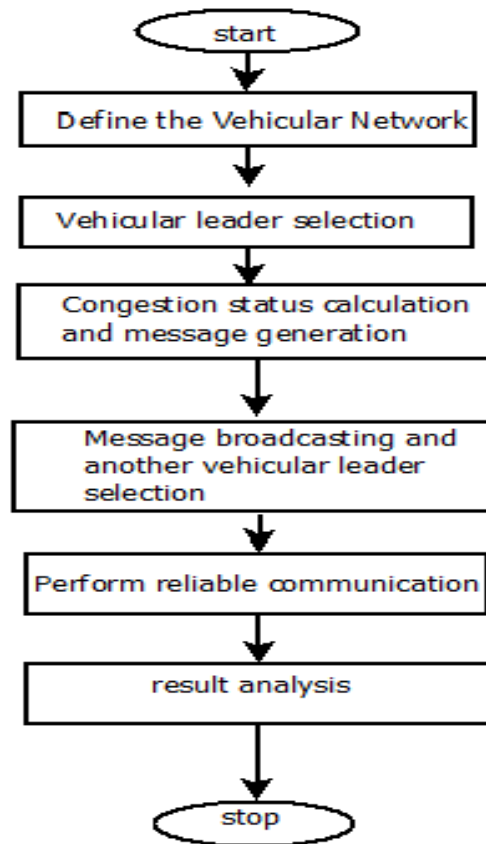 start
Define the Vehicular Network
Vehicular leader selection
Congestion status calculation
and message generation
Message broadcasting and
another vehicular leader
selection
Perform reliable communication
result analysis
stop